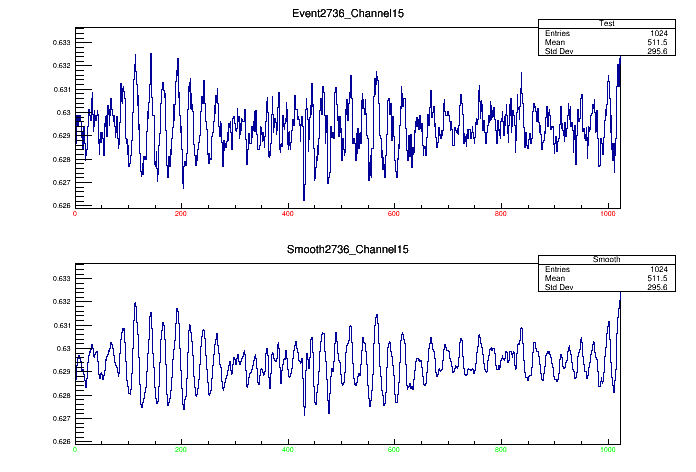 Event2736_Channel15
Test
Entries 1024
Mean 511.5
Std Dev 295.6
0.633
0.632
0.631
0.63
0.629
0.628
0.627
0.626
0 200 400 600 800 1000
Smooth2736_Channel15
Smooth
Entries 1024
Mean 511.5
Std Dev 295.6
0.633
0.632
0.631
0.63
0.629
0.628
0.627
0.626
0 200 400 600 800 1000